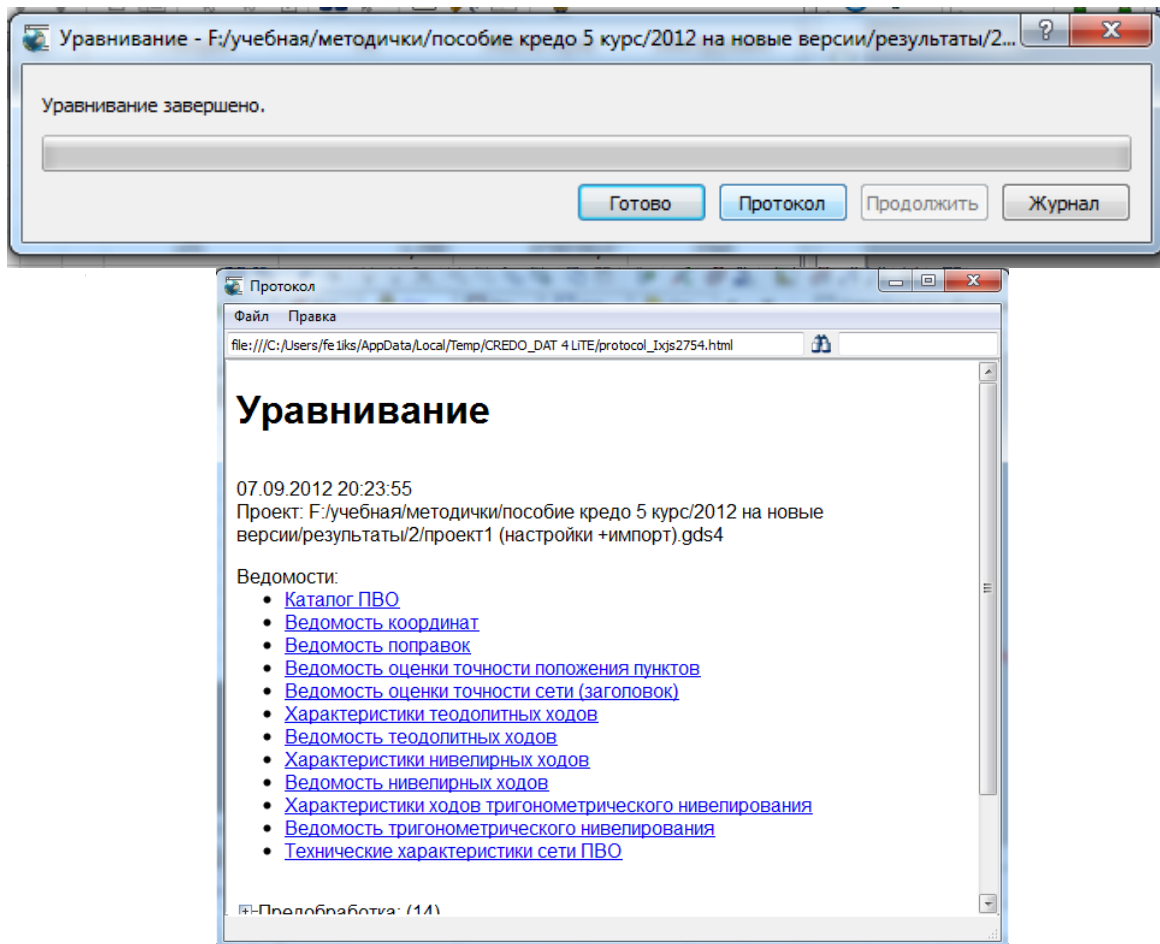 Уравнивание - F:/учебная/методички/пособие кредо 5 курс/2012 на новые версии/результаты/2...
Уравнивание завершено.
Готово
Протокол
Продолжить
Журнал
Протокол
Файл Правка
file:///C:/Users/fe1iks/AppData/Local/Temp/CREDO_DAT 4 LiTE/protocol_Ixjs2754.html
Уравнивание
07.09.2012 20:23:55
Проект: F:/учебная/методички/пособие кредо 5 курс/2012 на новые
версии/результаты/2/проект1 (настройки +импорт).gds4
Ведомости:
Каталог ПВО
Ведомость координат
Ведомость поправок
Ведомость оценки точности положения пунктов
Ведомость оценки точности сети (заголовок)
Характеристики теодолитных ходов
Ведомость теодолитных ходов
Характеристики нивелирных ходов
Ведомость нивелирных ходов
Характеристики ходов тригонометрического нивелирования
Ведомость тригонометрического нивелирования
Технические характеристики сети ПВО
Предобработка: (14)